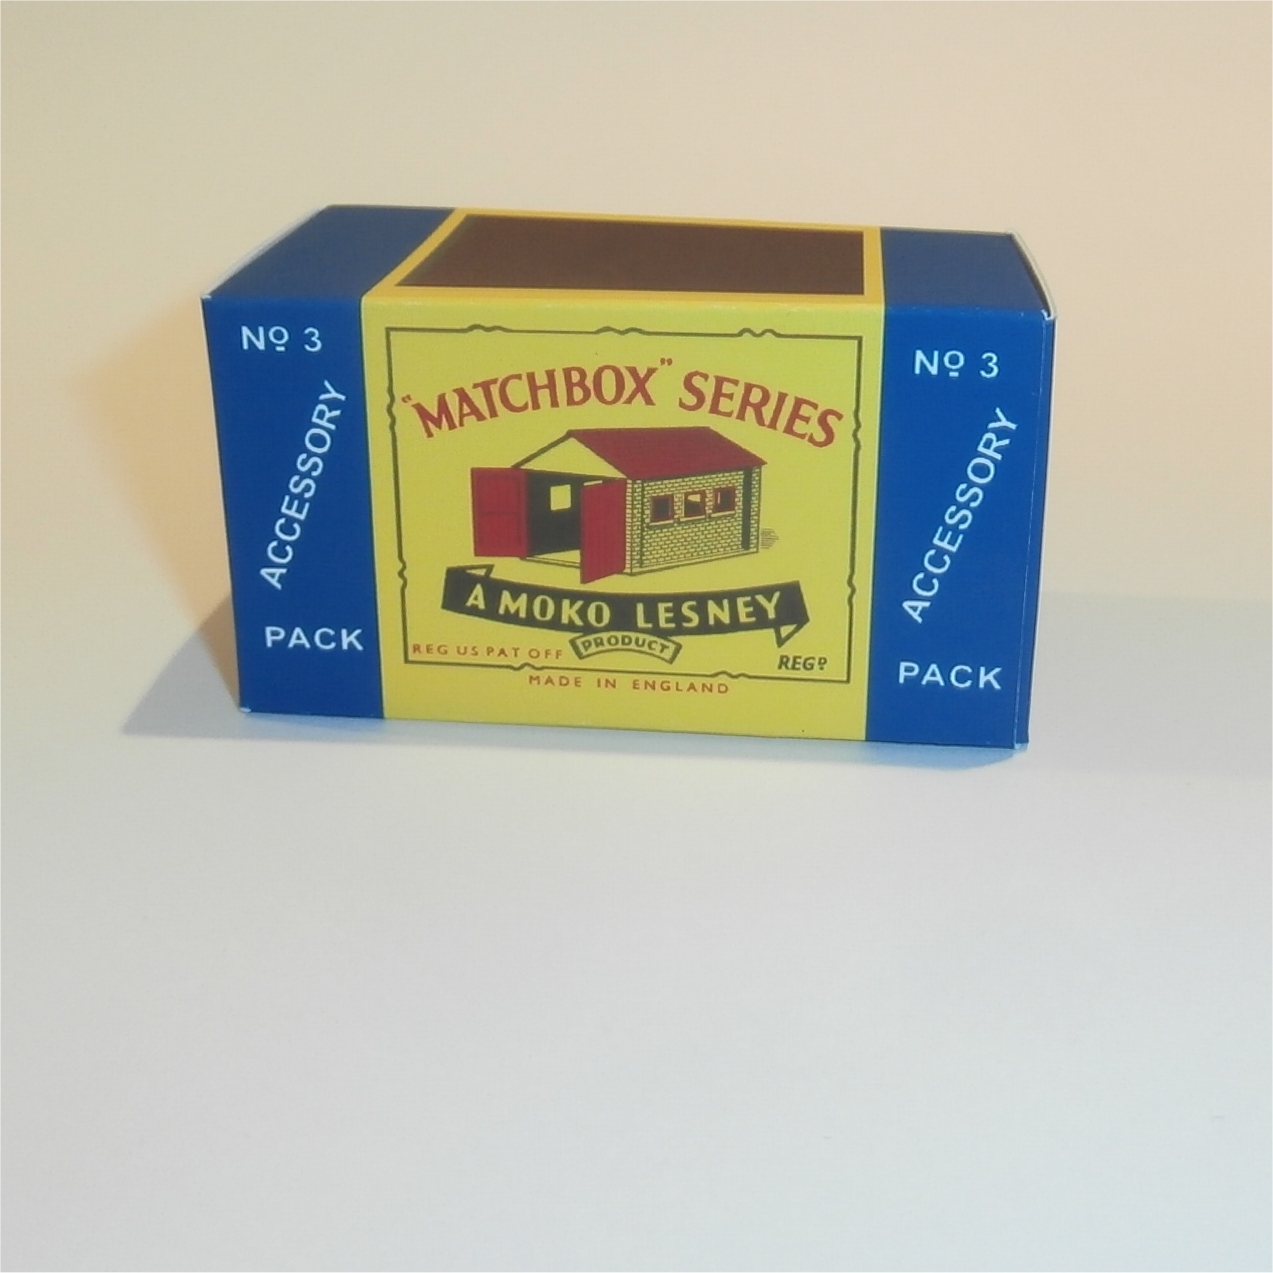 Nº 3
ACCESSORY
PACK
"MATCHBOX" SERIES
A MOKO LESNEY
PRODUCT
REG US PAT OFF
REGD
MADE IN ENGLAND
Nº 3
ACCESSORY
PACK